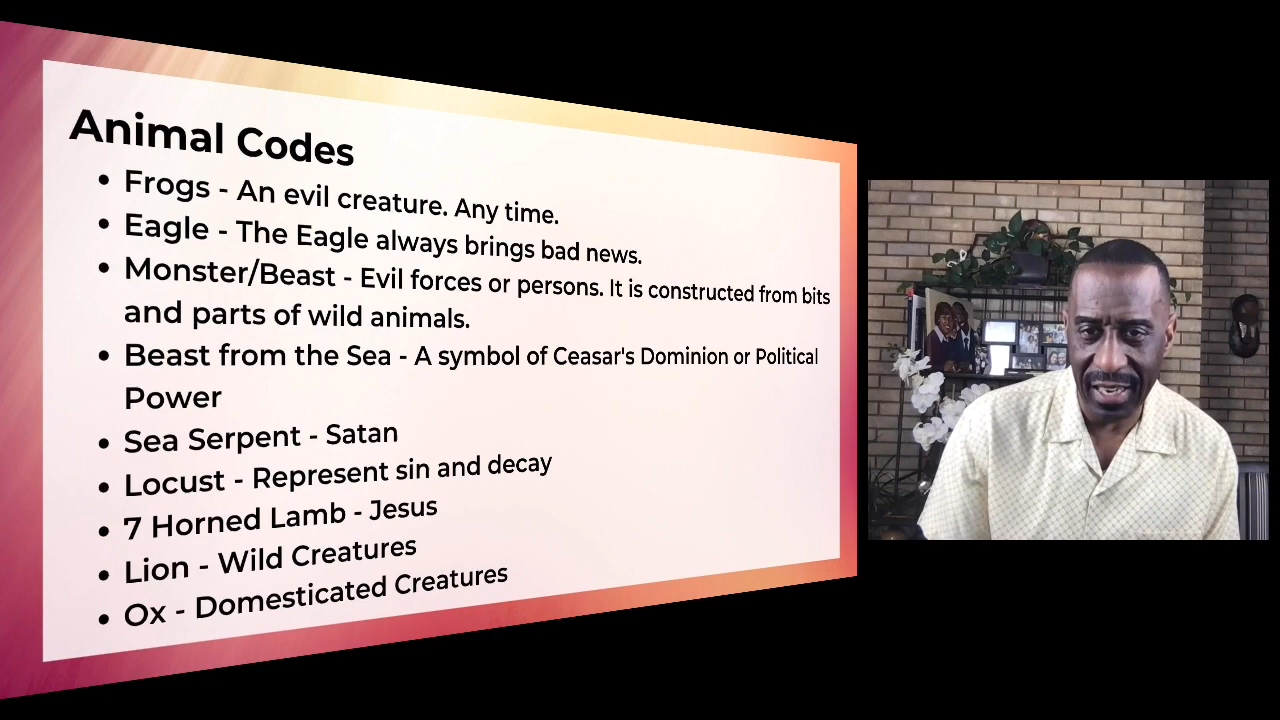 Animal Codes
Frogs - An evil creature. Any time.
Eagle - The Eagle always brings bad news.
Monster/Beast - Evil forces or persons. It is constructed from bits
and parts of wild animals.
Beast from the Sea - A symbol of Ceasar's Dominion or Political
Power
Sea Serpent - Satan
Locust - Represent sin and decay
7 Horned Lamb - Jesus
Lion - Wild Creatures
Ox - Domesticated Creatures